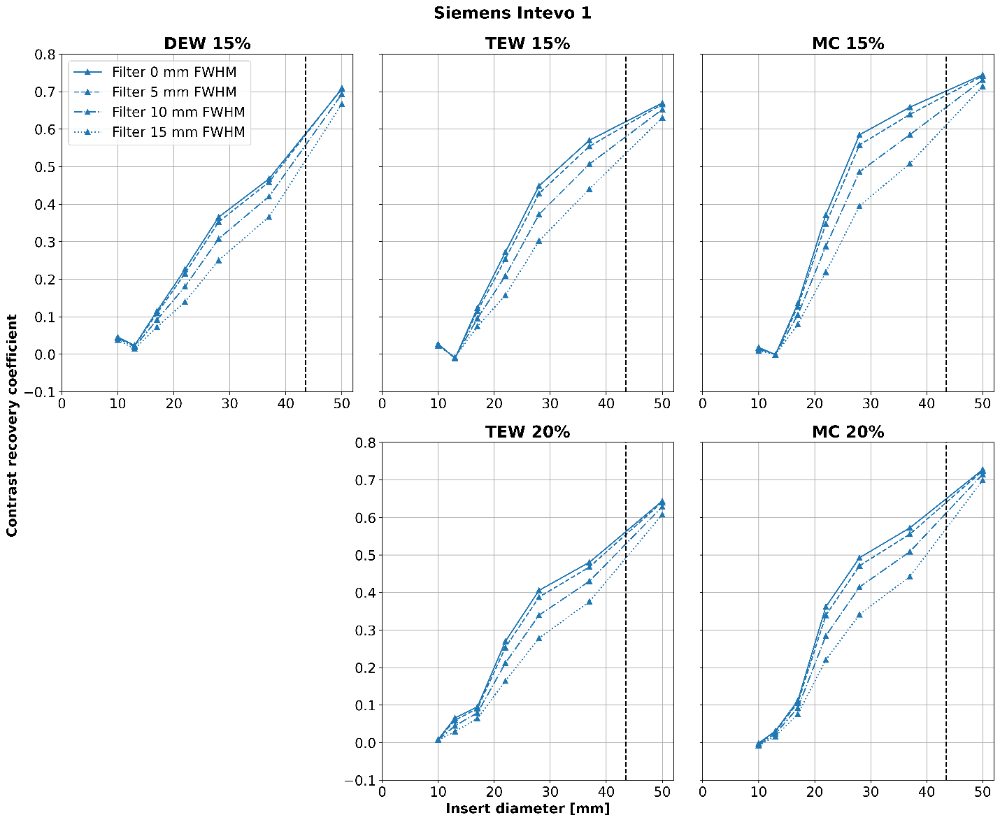 Siemens Intevo 1
DEW 15%
TEW 15%
MC 15%
0.8
0.7
0.6
0.5
0.4
0.3
0.2
0.1
0.0
−0.1
Filter 0 mm FWHM
Filter 5 mm FWHM
Filter 10 mm FWHM
Filter 15 mm FWHM
0 10 20 30 40 50
0 10 20 30 40 50
0 10 20 30 40 50
Contrast recovery coefficient
TEW 20%
MC 20%
0.8
0.7
0.6
0.5
0.4
0.3
0.2
0.1
0.0
−0.1
0 10 20 30 40 50
0 10 20 30 40 50
Insert diameter [mm]